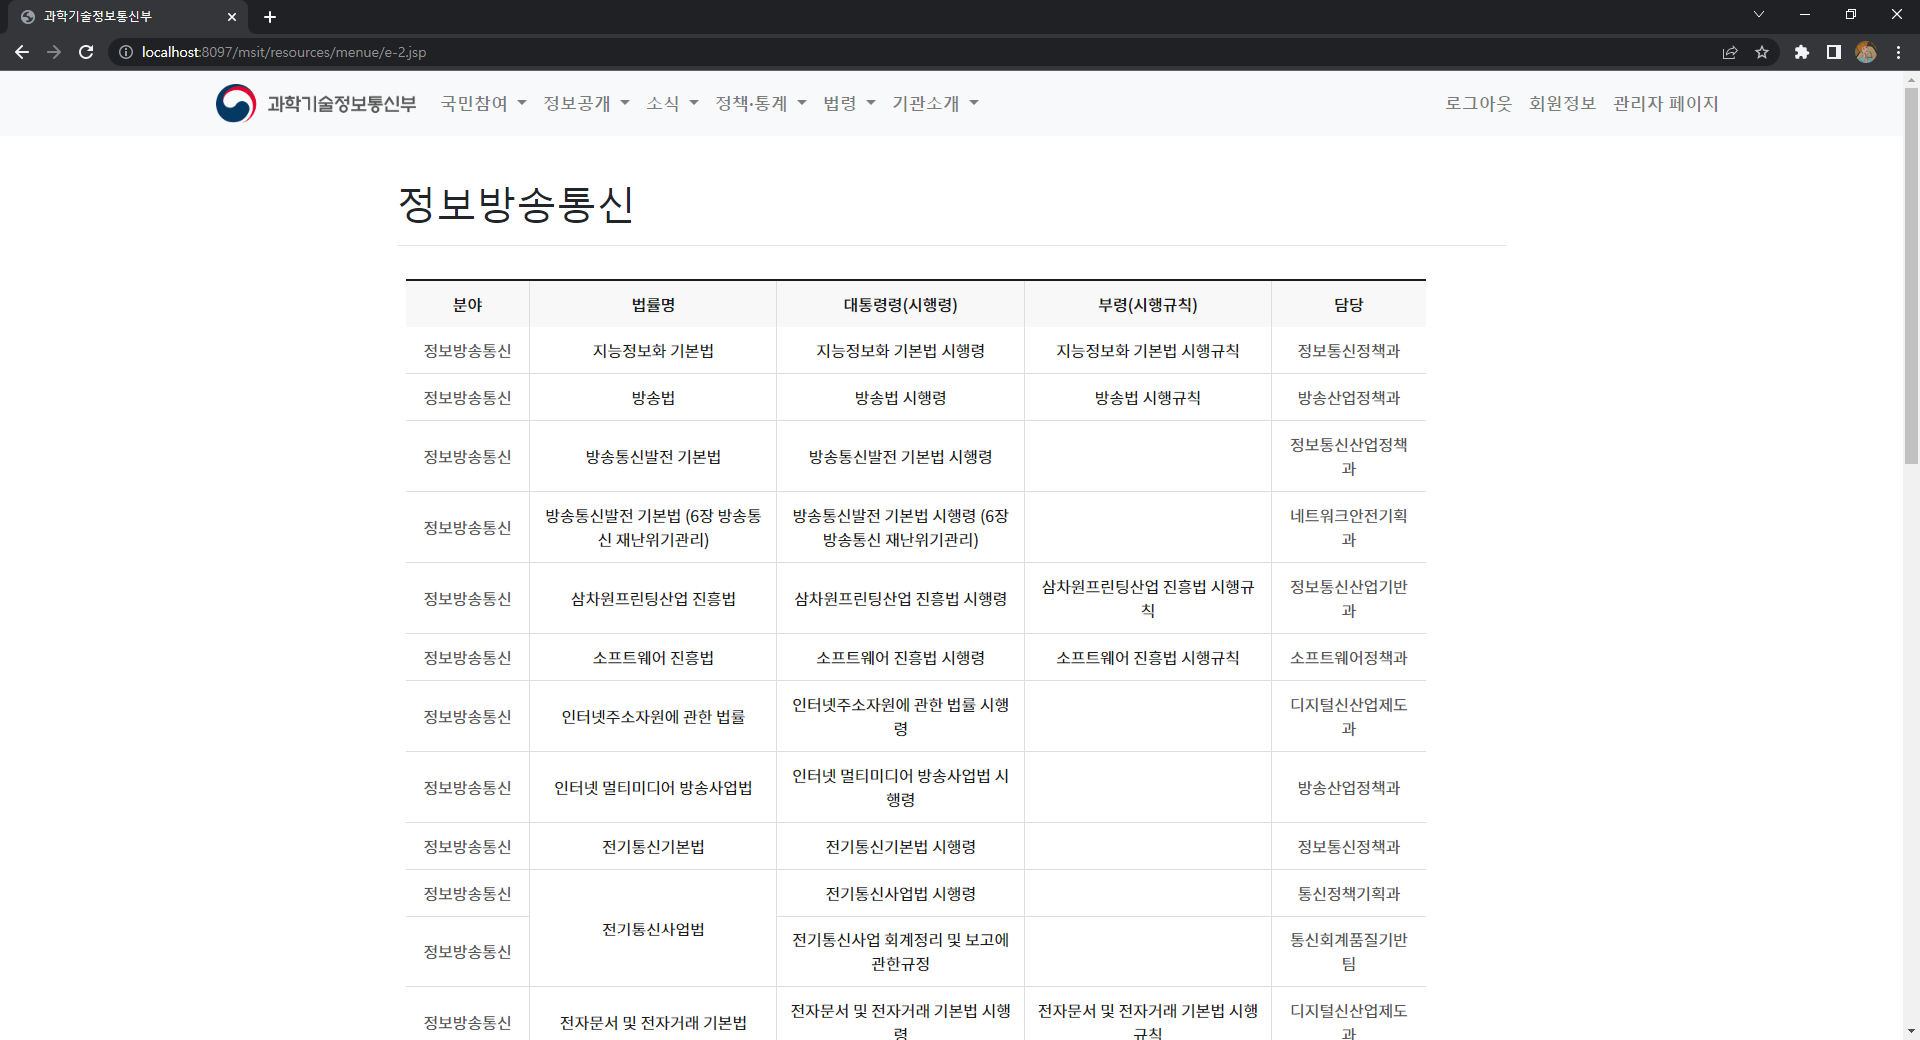 과학기술정보통신부
localhost:8097/msit/resources/menue/e-2.jsp
과학기술정보통신부 국민참여 정보공개 소식 정책·통계 법령 기관소개 로그아웃 회원정보 관리자 페이지
정보방송통신
분야 법률명 대통령령(시행령) 부령(시행규칙) 담당
정보방송통신 지능정보화 기본법 지능정보화 기본법 시행령 지능정보화 기본법 시행규칙 정보통신정책과
정보방송통신 방송법 방송법 시행령 방송법 시행규칙 방송산업정책과
정보방송통신 방송통신발전 기본법 방송통신발전 기본법 시행령 정보통신산업정책
과
정보방송통신 방송통신발전 기본법 (6장 방송통
신 재난위기관리)
방송통신발전 기본법 시행령 (6장
방송통신 재난위기관리)
네트워크안전기획
과
정보방송통신 삼차원프린팅산업 진흥법 삼차원프린팅산업 진흥법 시행령 삼차원프린팅산업 진흥법 시행규
칙
정보통신산업기반
과
정보방송통신 소프트웨어 진흥법 소프트웨어 진흥법 시행령 소프트웨어 진흥법 시행규칙 소프트웨어정책과
정보방송통신 인터넷주소자원에 관한 법률 인터넷주소자원에 관한 법률 시행
령
디지털신산업제도
과
정보방송통신 인터넷 멀티미디어 방송사업법 인터넷 멀티미디어 방송사업법 시
행령
방송산업정책과
정보방송통신 전기통신기본법 전기통신기본법 시행령 정보통신정책과
정보방송통신 전기통신사업법 전기통신사업법 시행령 통신정책기획과
정보방송통신 전기통신사업 회계정리 및 보고에
관한규정
통신회계품질기반
팀
정보방송통신 전자문서 및 전자거래 기본법 전자문서 및 전자거래 기본법 시행
령
전자문서 및 전자거래 기본법 시행
규칙
디지털신산업제도
과